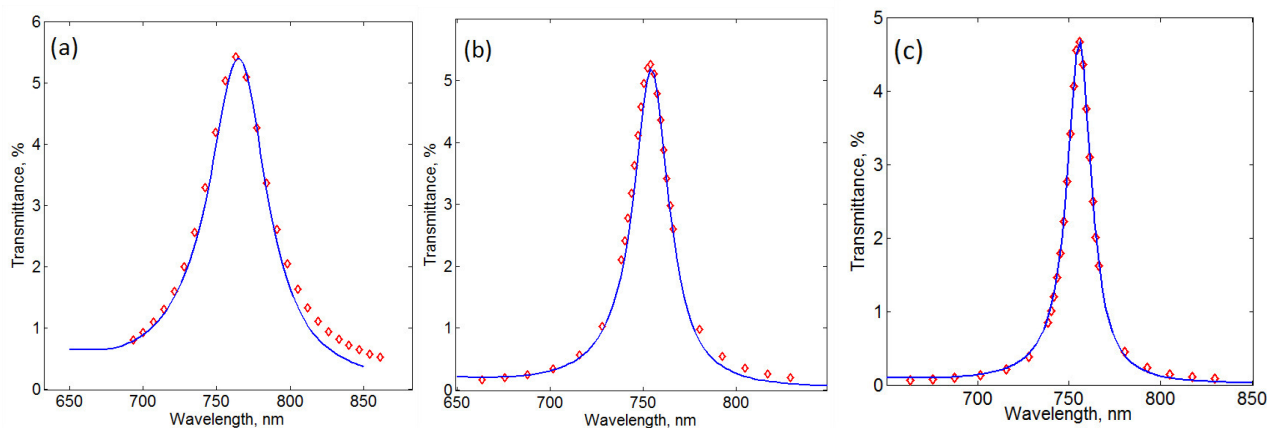 (a)
Transmittance, %
6
5
4
3
2
1
0
650 700 750 800 850
Wavelength, nm
(b)
Transmittance, %
5
4
3
2
1
0
650 700 750 800
Wavelength, nm
(c)
Transmittance, %
5
4
3
2
1
0
700 750 800 850
Wavelength, nm